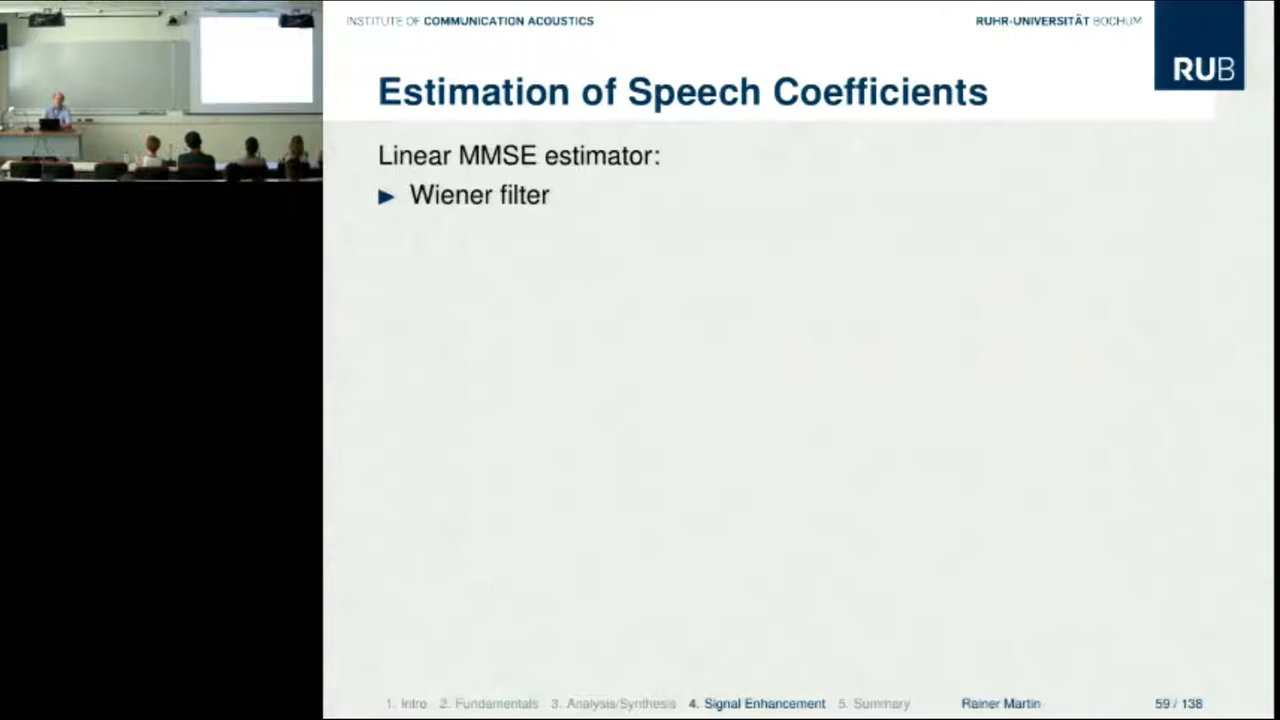 INSTITUTE OF COMMUNICATION ACOUSTICS
RUHR-UNIVERSITÄT BOCHUM
RUB
Estimation of Speech Coefficients
Linear MMSE estimator:
► Wiener filter
1. Intro 2. Fundamentals 3. Analysis/Synthesis 4. Signal Enhancement 5. Summary Rainer Martin 59 / 138